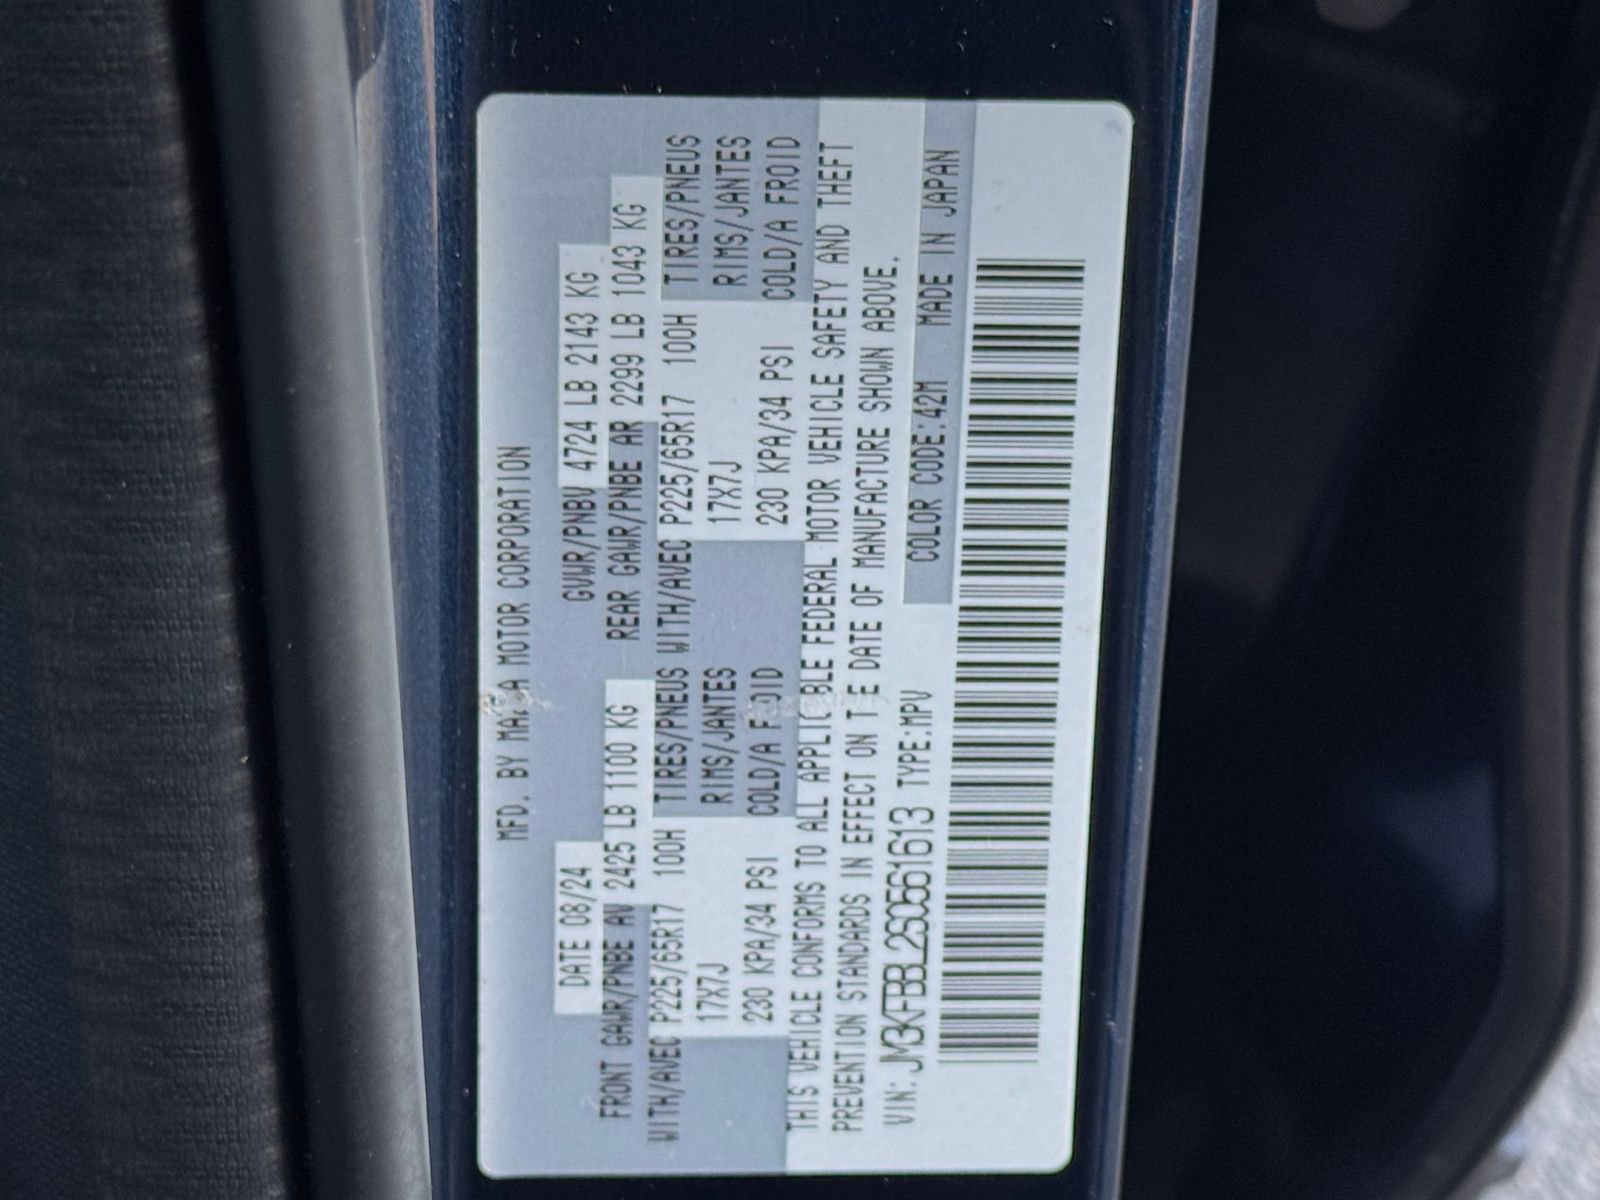 MFD. BY MAZDA MOTOR CORPORATION
DATE 08/24 GVWR/PNBV 4724 LB 2143 KG
FRONT GAWR/PNBE AV 2425 LB 1100 KG REAR GAWR/PNBE AR 2299 LB 1043 KG
WITH/AVEC P225/65R17 100H TIRES/PNEUS WITH/AVEC P225/65R17 100H TIRES/PNEUS
17X7J RIMS/JANTES 17X7J RIMS/JANTES
230 KPA/34 PSI COLD/A FROID 230 KPA/34 PSI COLD/A FROID
THIS VEHICLE CONFORMS TO ALL APPLICABLE FEDERAL MOTOR VEHICLE SAFETY AND THEFT
PREVENTION STANDARDS IN EFFECT ON THE DATE OF MANUFACTURE SHOWN ABOVE.
VIN: JM3KFBBL2S0561613 TYPE:MPV COLOR CODE:42M MADE IN JAPAN